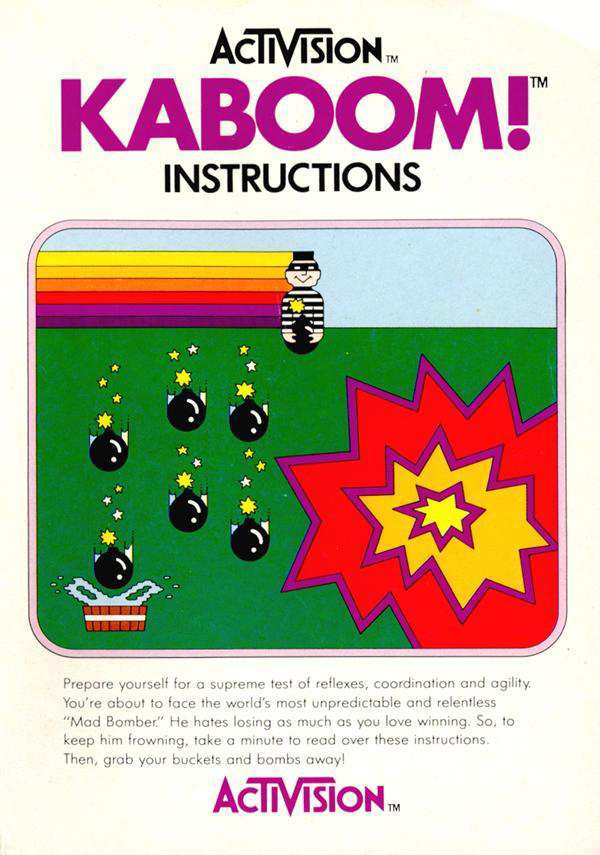 ACTIVISION™
KABOOM!™
INSTRUCTIONS
Prepare yourself for a supreme test of reflexes, coordination and agility.
You're about to face the world's most unpredictable and relentless
"Mad Bomber." He hates losing as much as you love winning. So, to
keep him frowning, take a minute to read over these instructions.
Then, grab your buckets and bombs away!
ACTIVISION™